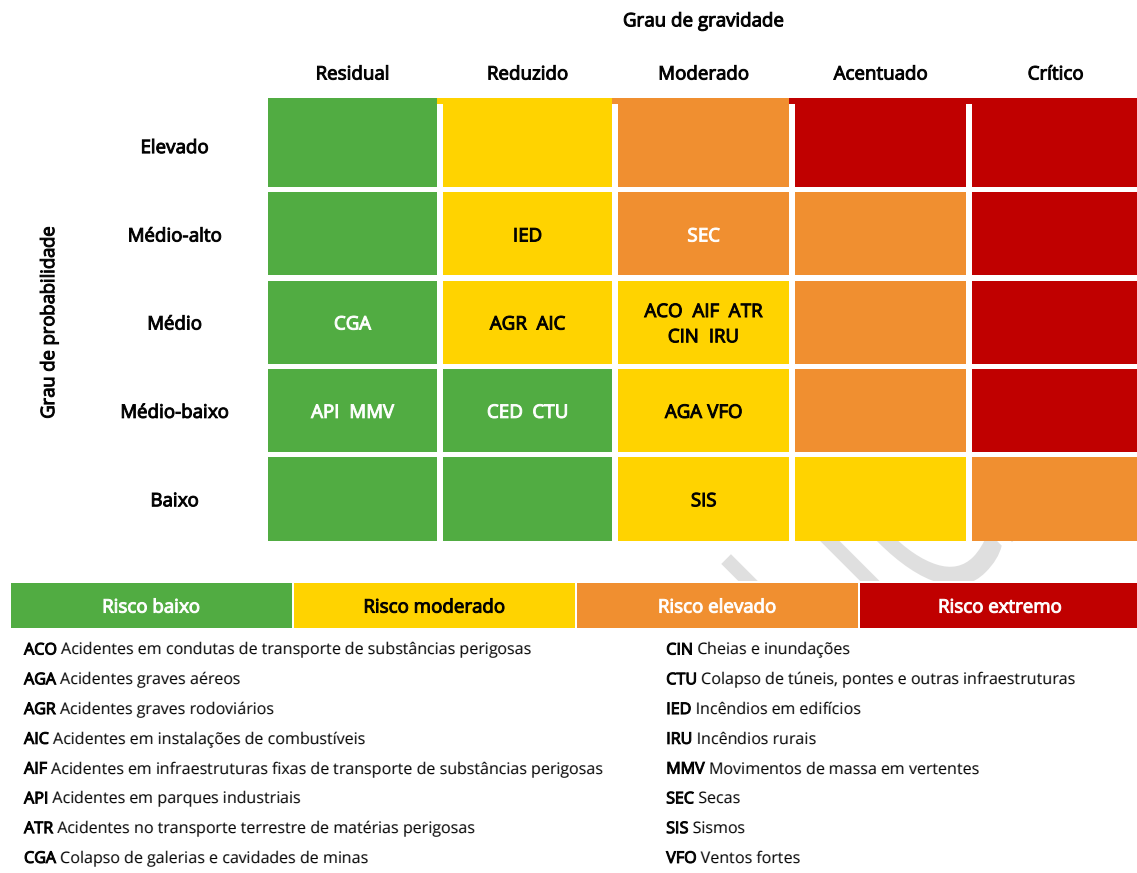 Grau de gravidade
Residual Reduzido Moderado Acentuado Crítico
Grau de probabilidade
Elevado
Médio-alto IED SEC
Médio CGA AGR AIC ACO AIF ATR
CIN IRU
Médio-baixo API MMV CED CTU AGA VFO
Baixo SIS
Risco baixo Risco moderado Risco elevado Risco extremo
ACO Acidentes em condutas de transporte de substâncias perigosas
AGA Acidentes graves aéreos
AGR Acidentes graves rodoviários
AIC Acidentes em instalações de combustíveis
AIF Acidentes em infraestruturas fixas de transporte de substâncias perigosas
API Acidentes em parques industriais
ATR Acidentes no transporte terrestre de matérias perigosas
CGA Colapso de galerias e cavidades de minas
CIN Cheias e inundações
CTU Colapso de túneis, pontes e outras infraestruturas
IED Incêndios em edifícios
IRU Incêndios rurais
MMV Movimentos de massa em vertentes
SEC Secas
SIS Sismos
VFO Ventos fortes